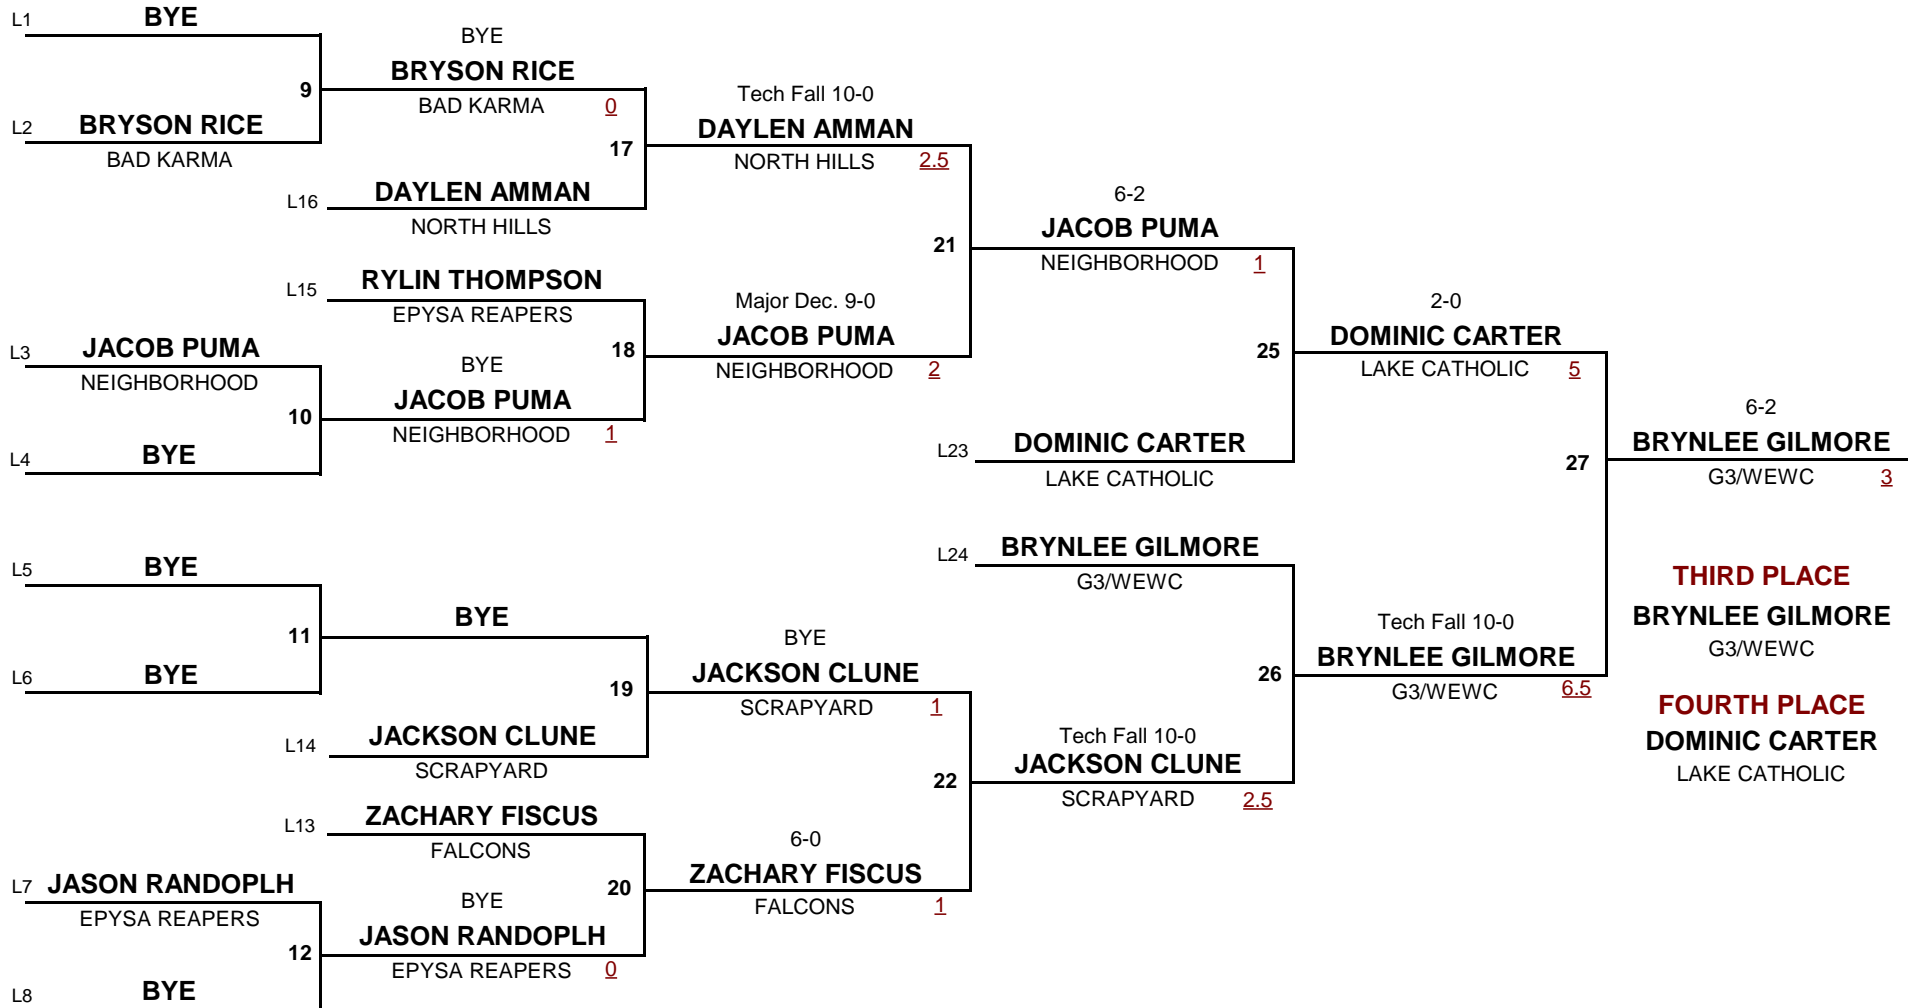 L1 BYE
BYE
BRYSON RICE
9
BAD KARMA 0
L2 BRYSON RICE
BAD KARMA
Tech Fall 10-0
DAYLEN AMMAN
17
NORTH HILLS 2.5
L16 DAYLEN AMMAN
NORTH HILLS
6-2
JACOB PUMA
21
NEIGHBORHOOD 1
L15 RYLIN THOMPSON
EPYSA REAPERS
Major Dec. 9-0
JACOB PUMA
18
NEIGHBORHOOD 2
L3 JACOB PUMA
NEIGHBORHOOD
BYE
JACOB PUMA
10
NEIGHBORHOOD 1
L4 BYE
2-0
DOMINIC CARTER
25
LAKE CATHOLIC 5
L23 DOMINIC CARTER
LAKE CATHOLIC
6-2
BRYNLEE GILMORE
27
G3/WEWC 3
L5 BYE
11
BYE
L6 BYE
L24 BRYNLEE GILMORE
G3/WEWC
BYE
JACKSON CLUNE
19
SCRAPYARD 1
L14 JACKSON CLUNE
SCRAPYARD
Tech Fall 10-0
BRYNLEE GILMORE
26
G3/WEWC 6.5
THIRD PLACE
BRYNLEE GILMORE
G3/WEWC
FOURTH PLACE
DOMINIC CARTER
LAKE CATHOLIC
Tech Fall 10-0
JACKSON CLUNE
22
SCRAPYARD 2.5
L13 ZACHARY FISCUS
FALCONS
6-0
ZACHARY FISCUS
20
FALCONS 1
L7 JASON RANDOPLH
EPYSA REAPERS
BYE
JASON RANDOPLH
12
EPYSA REAPERS 0
L8 BYE